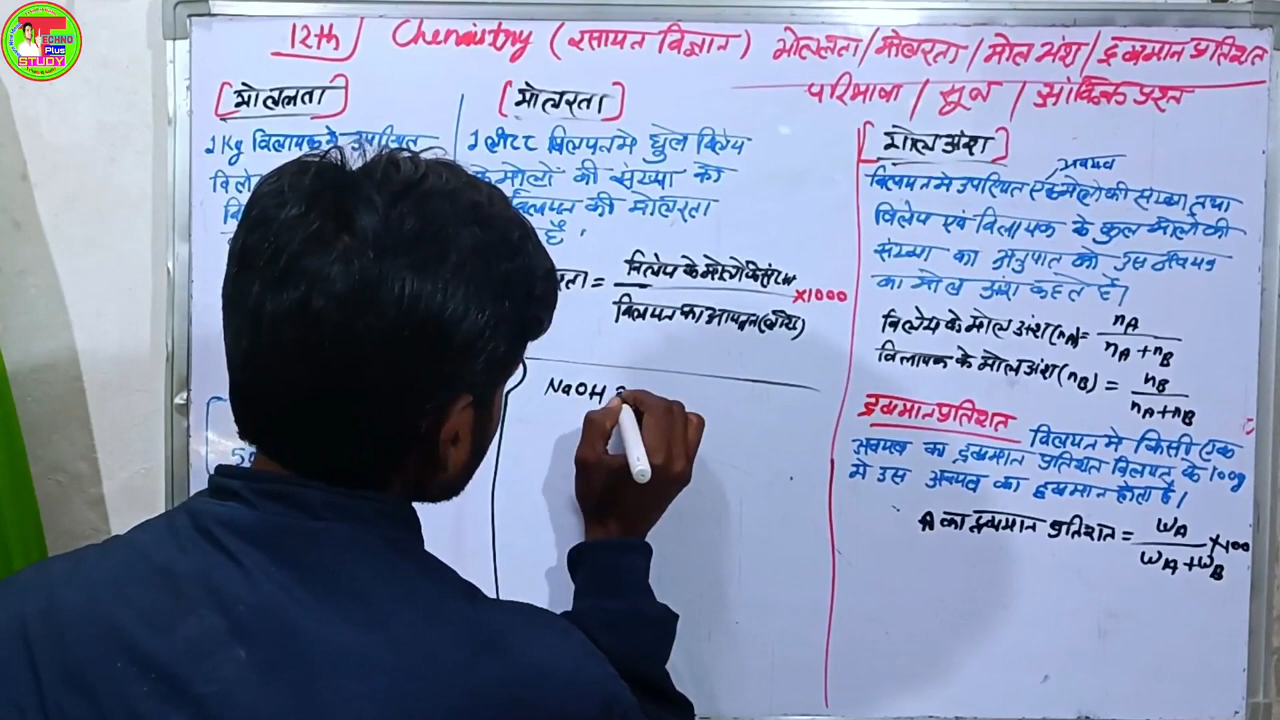 TECHNO
Plus
STUDY
12th Chemistry (रसायन विज्ञान) मोललता/मोलरता/मोल अंश/द्रव्यमान प्रतिशत
परिभाषा / सूत्र / आंकिक प्रश्न
[मोललता]
1 Kg विलायक मे उपस्थित
[मोलरता]
1 लीटर विलयन मे घुले विलेय
के मोलो की संख्या को
विलयन की मोलरता
है
= विलेय के मोलो कि संख्या
×1000
विलयन का आयतन (लीटर)
NaOH
[मोल अंश]
अवयव
विलयन मे उपस्थित एक मोलो की संख्या तथा
विलेय एवं विलायक के कुल मोलो की
संख्या का अनुपात को उस अवयव
का मोल अंश कहते है।
विलेय के मोल अंश (nA) = nA
nA + nB
विलायक के मोल अंश (nB) = nB
nA + nB
द्रव्यमान प्रतिशत
विलयन मे किसी एक
अवयव का द्रव्यमान प्रतिशत विलयन के 100g
मे उस अवयव का द्रव्यमान होता है।
A का द्रव्यमान प्रतिशत = WA × 100
WA + WB